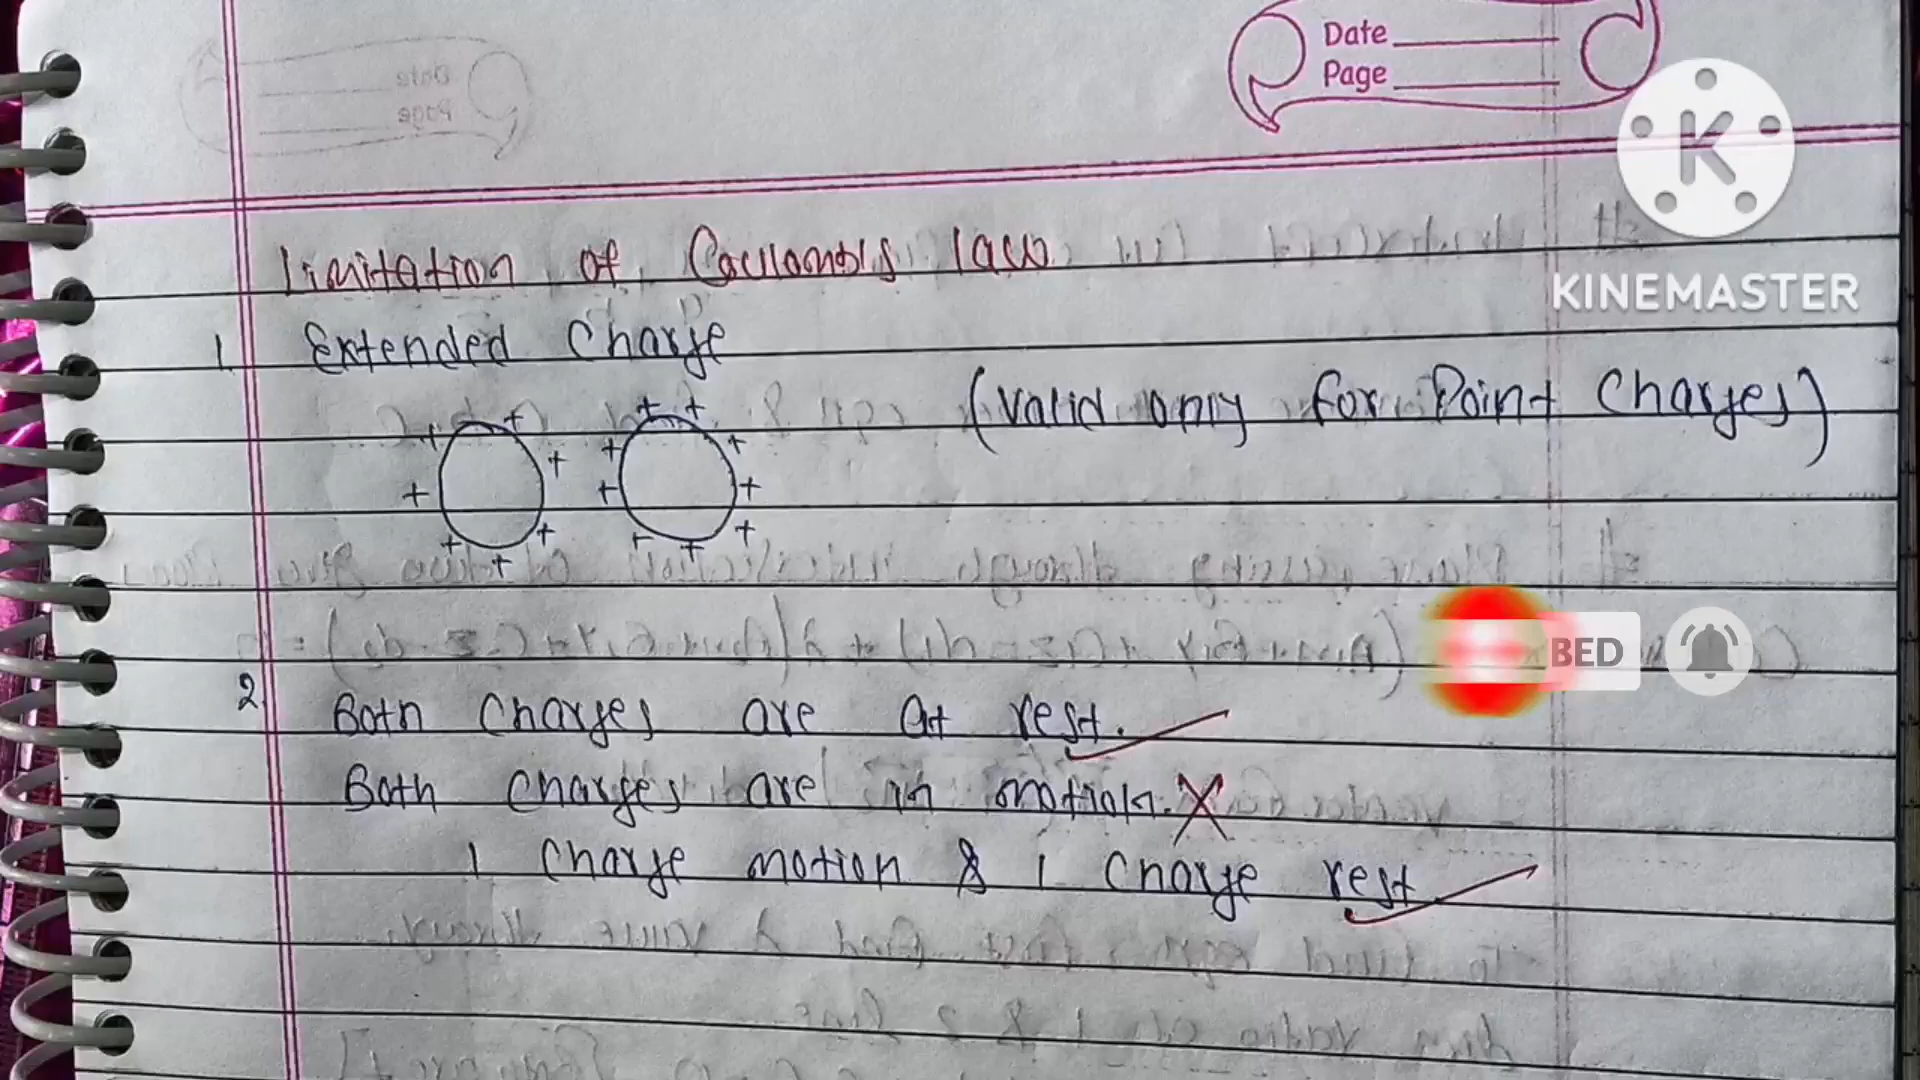 Date
Page
KINEMASTER
Limitation of Coulomb's law
1. Extended Charge
(valid only for Point Charges)
BED
2. Both charges are at rest.
Both charges are in motion. X
1 charge motion & 1 charge rest